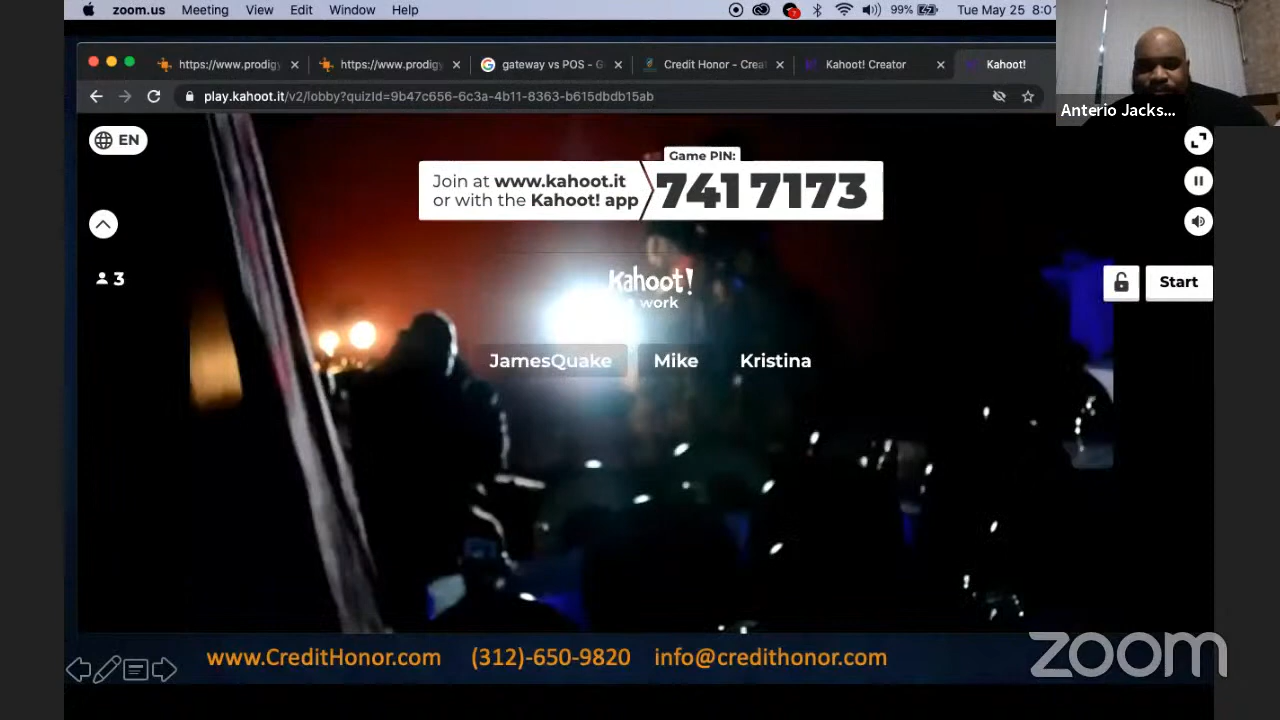 zoom.us Meeting View Edit Window Help
99% Tue May 25 8:01
https://www.prodigy
https://www.prodigy
gateway vs POS - G
Credit Honor - Crea
Kahoot! Creator
Kahoot!
play.kahoot.it/v2/lobby?quizId=9b47c656-6c3a-4b11-8363-b615dbdb15ab
Anterio Jacks...
EN
Game PIN:
Join at www.kahoot.it
or with the Kahoot! app
741 7173
3
Kahoot!
work
Start
JamesQuake Mike Kristina
www.CreditHonor.com (312)-650-9820 info@credithonor.com
zoom